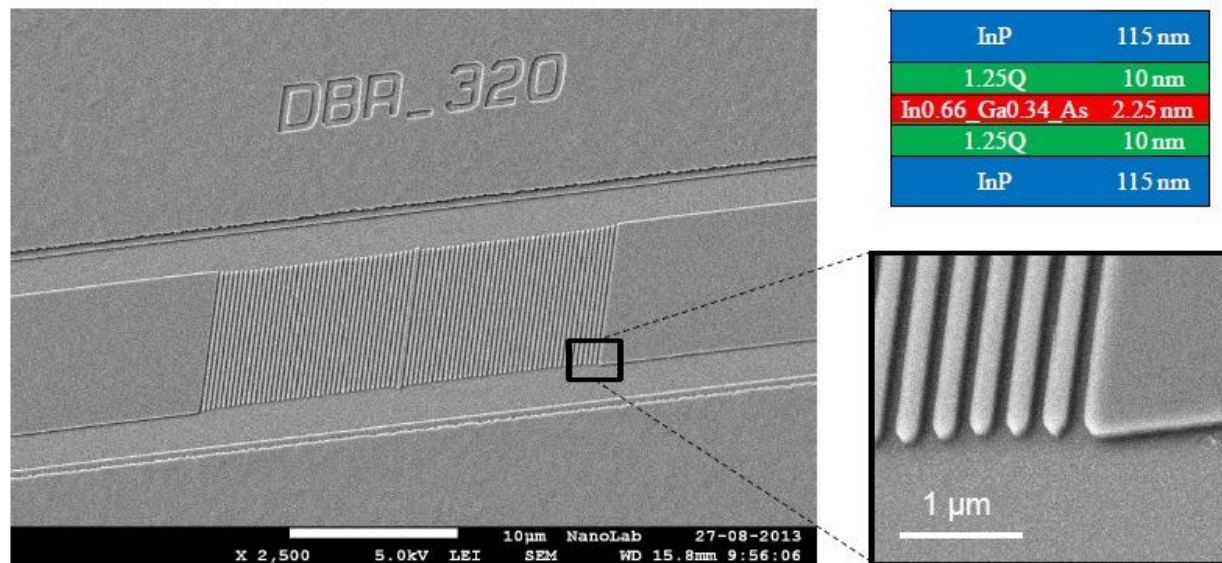 DBR_320
10µm NanoLab 27-08-2013
X 2,500 5.0kV LEI SEM WD 15.8mm 9:56:06
InP 115 nm
1.25Q 10 nm
In0.66_Ga0.34_As 2.25 nm
1.25Q 10 nm
InP 115 nm
1 µm